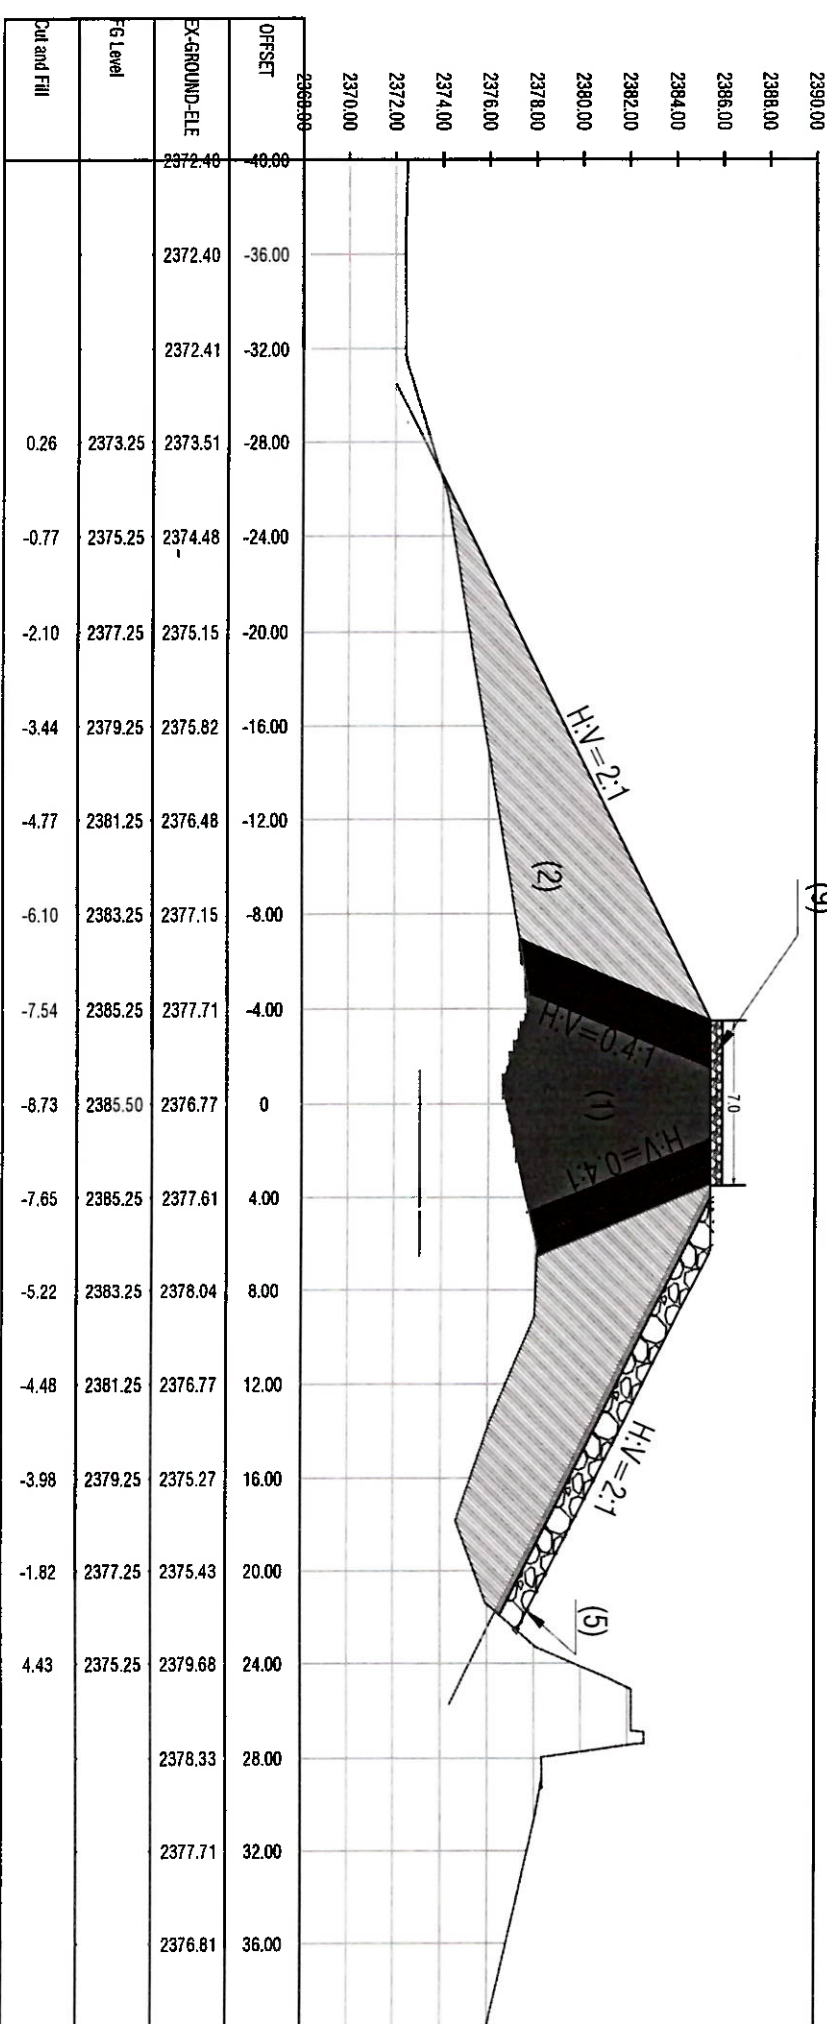 2390.00
2388.00
2386.00
2384.00
2382.00
2380.00
2378.00
2376.00
2374.00
2372.00
2370.00
2368.00
(9)
7.0
H:V=2:1
H:V=2:1
(2)
H:V=0.4:1
(1)
H:V=0.4:1
(5)
OFFSET -40.00 -36.00 -32.00 -28.00 -24.00 -20.00 -16.00 -12.00 -8.00 -4.00 0 4.00 8.00 12.00 16.00 20.00 24.00 28.00 32.00 36.00
EX-GROUND-ELE 2372.40 2372.40 2372.41 2373.51 2374.48 2375.15 2375.82 2376.48 2377.15 2377.71 2376.77 2377.61 2378.04 2376.77 2375.27 2375.43 2379.68 2378.33 2377.71 2376.81
FG Level 2373.25 2375.25 2377.25 2379.25 2381.25 2383.25 2385.25 2385.50 2385.25 2383.25 2381.25 2379.25 2377.25 2375.25
Cut and Fill 0.26 -0.77 -2.10 -3.44 -4.77 -6.10 -7.54 -8.73 -7.65 -5.22 -4.48 -3.98 -1.82 4.43